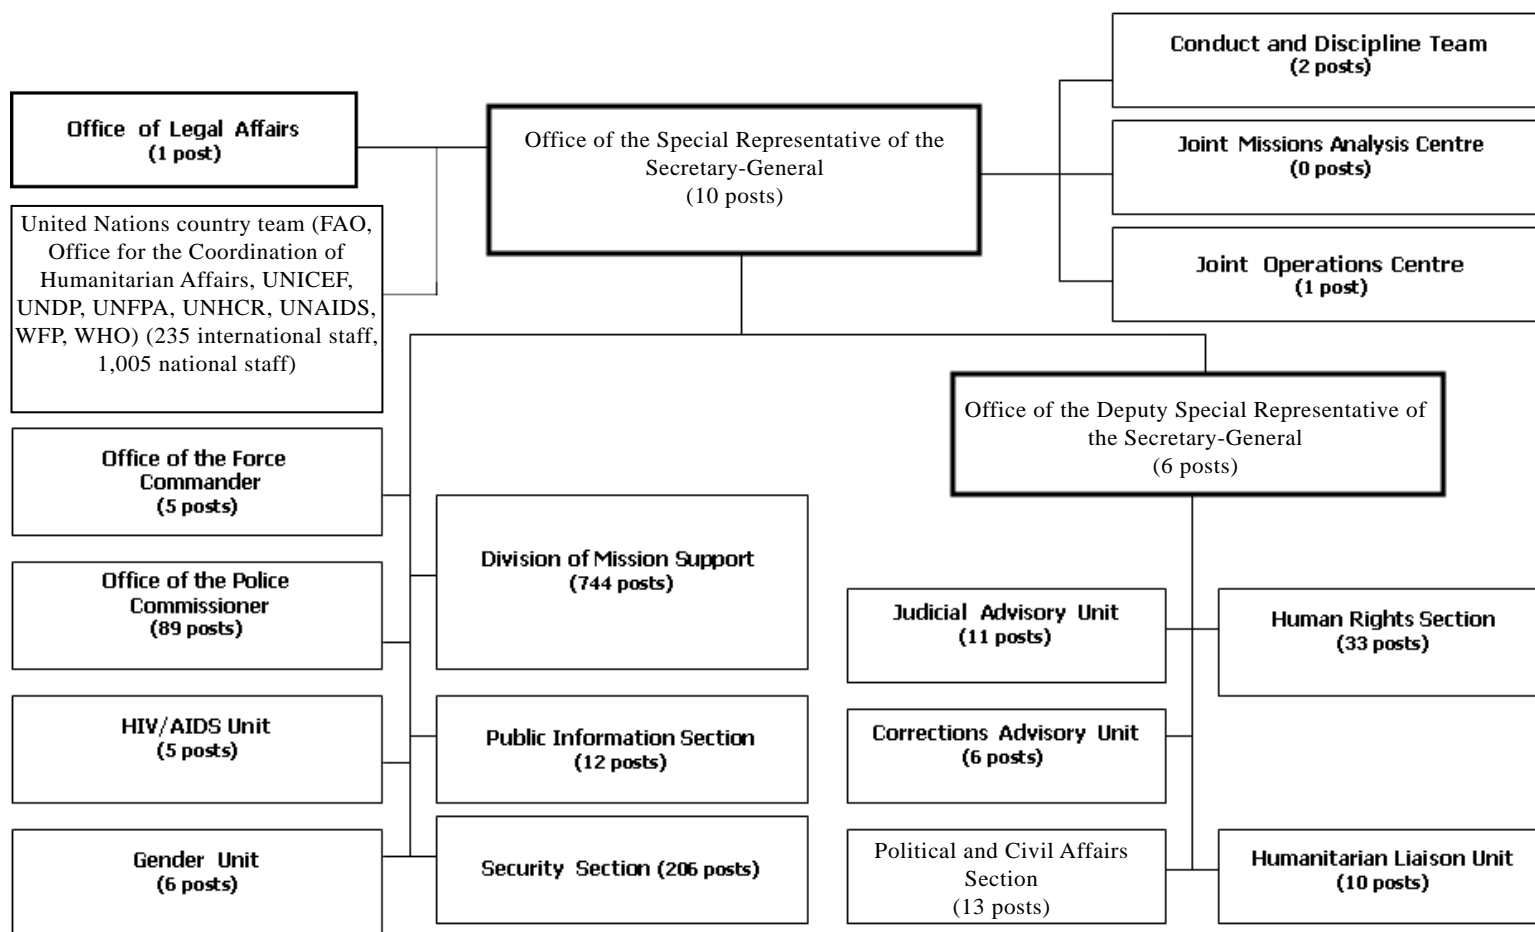 Conduct and Discipline Team
(2 posts)
Office of Legal Affairs
(1 post)
Office of the Special Representative of the
Secretary-General
(10 posts)
Joint Missions Analysis Centre
(0 posts)
United Nations country team (FAO,
Office for the Coordination of
Humanitarian Affairs, UNICEF,
UNDP, UNFPA, UNHCR, UNAIDS,
WFP, WHO) (235 international staff,
1,005 national staff)
Joint Operations Centre
(1 post)
Office of the Deputy Special Representative of
the Secretary-General
(6 posts)
Office of the Force
Commander
(5 posts)
Division of Mission Support
(744 posts)
Office of the Police
Commissioner
(89 posts)
Judicial Advisory Unit
(11 posts)
Human Rights Section
(33 posts)
HIV/AIDS Unit
(5 posts)
Public Information Section
(12 posts)
Corrections Advisory Unit
(6 posts)
Gender Unit
(6 posts)
Security Section (206 posts)
Political and Civil Affairs
Section
(13 posts)
Humanitarian Liaison Unit
(10 posts)